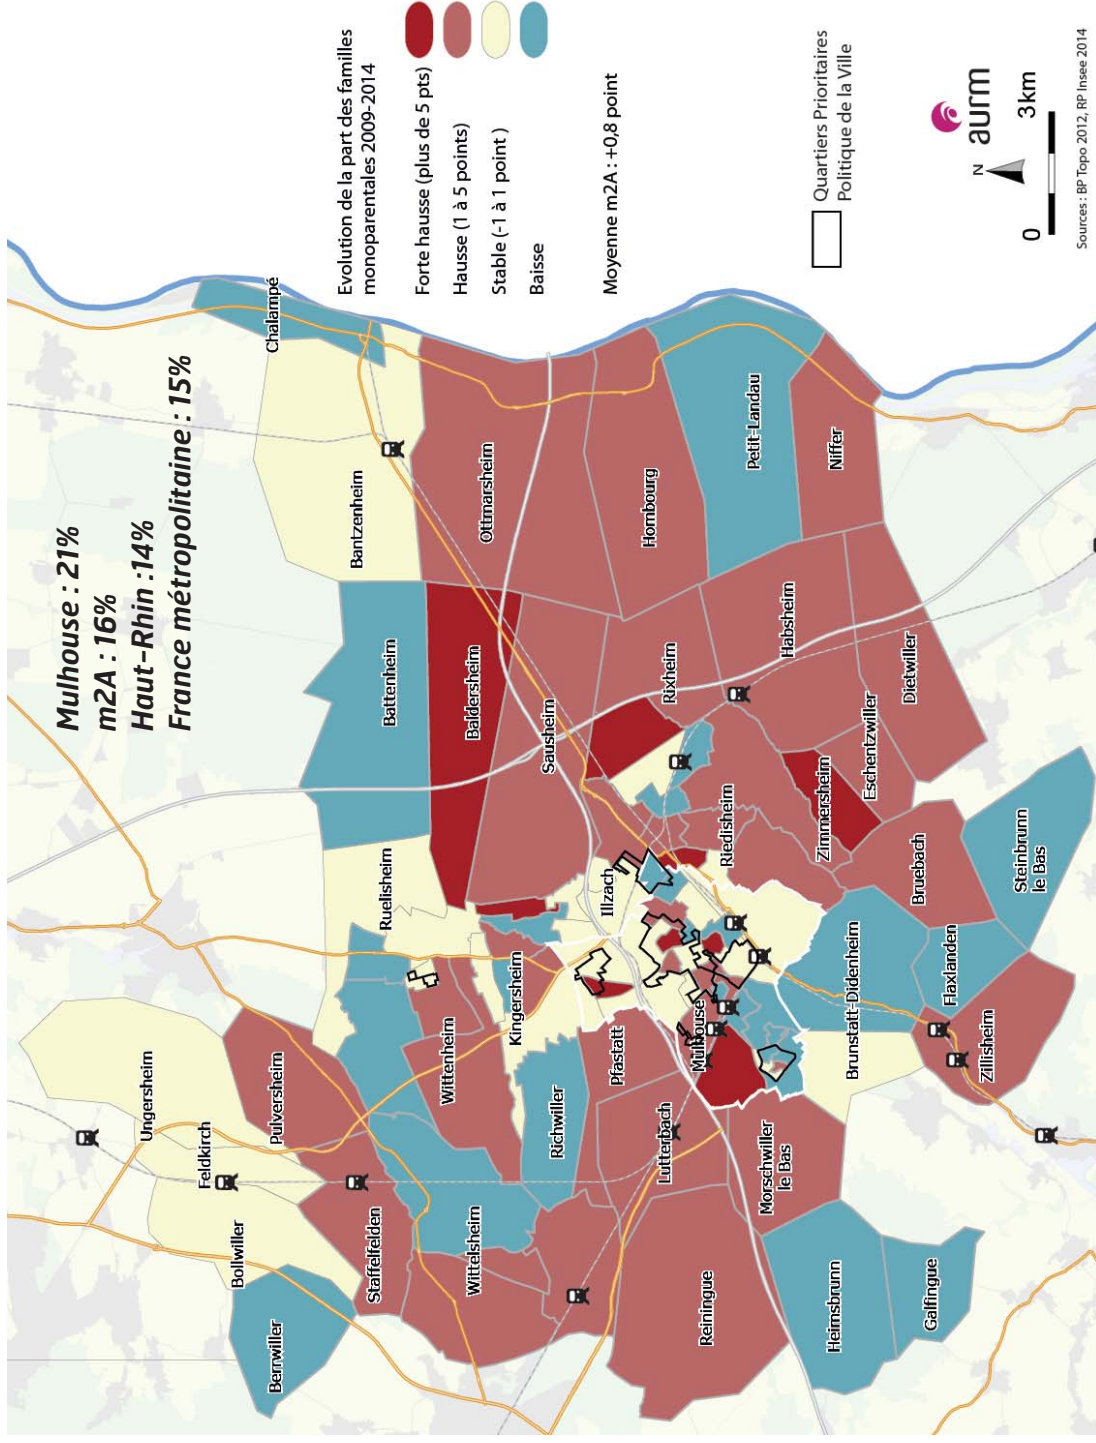 Mulhouse : 21%
m2A : 16%
Haut-Rhin :14%
France métropolitaine : 15%
Evolution de la part des familles
monoparentales 2009-2014
Forte hausse (plus de 5 pts)
Hausse (1 à 5 points)
Stable (-1 à 1 point )
Baisse
Moyenne m2A : +0,8 point
Quartiers Prioritaires
Politique de la Ville
N
aurm
0
3km
Sources : BP Topo 2012, RP Insee 2014
Ungersheim
Feldkirch
Bollwiller
Berrwiller
Pulversheim
Staffelfelden
Wittelsheim
Wittenheim
Ruelisheim
Battenheim
Bantzenheim
Chalampé
Baldersheim
Ottmarsheim
Kingersheim
Richwiller
Pfastatt
Illzach
Sausheim
Hombourg
Petit-Landau
Niffer
Rixheim
Habsheim
Dietwiller
Eschentzwiller
Zimmersheim
Riedisheim
Mulhouse
Lutterbach
Reiningue
Morschwiller
le Bas
Heimsbrunn
Galfingue
Brunstatt-Didenheim
Bruebach
Flaxlanden
Steinbrunn
le Bas
Zillisheim